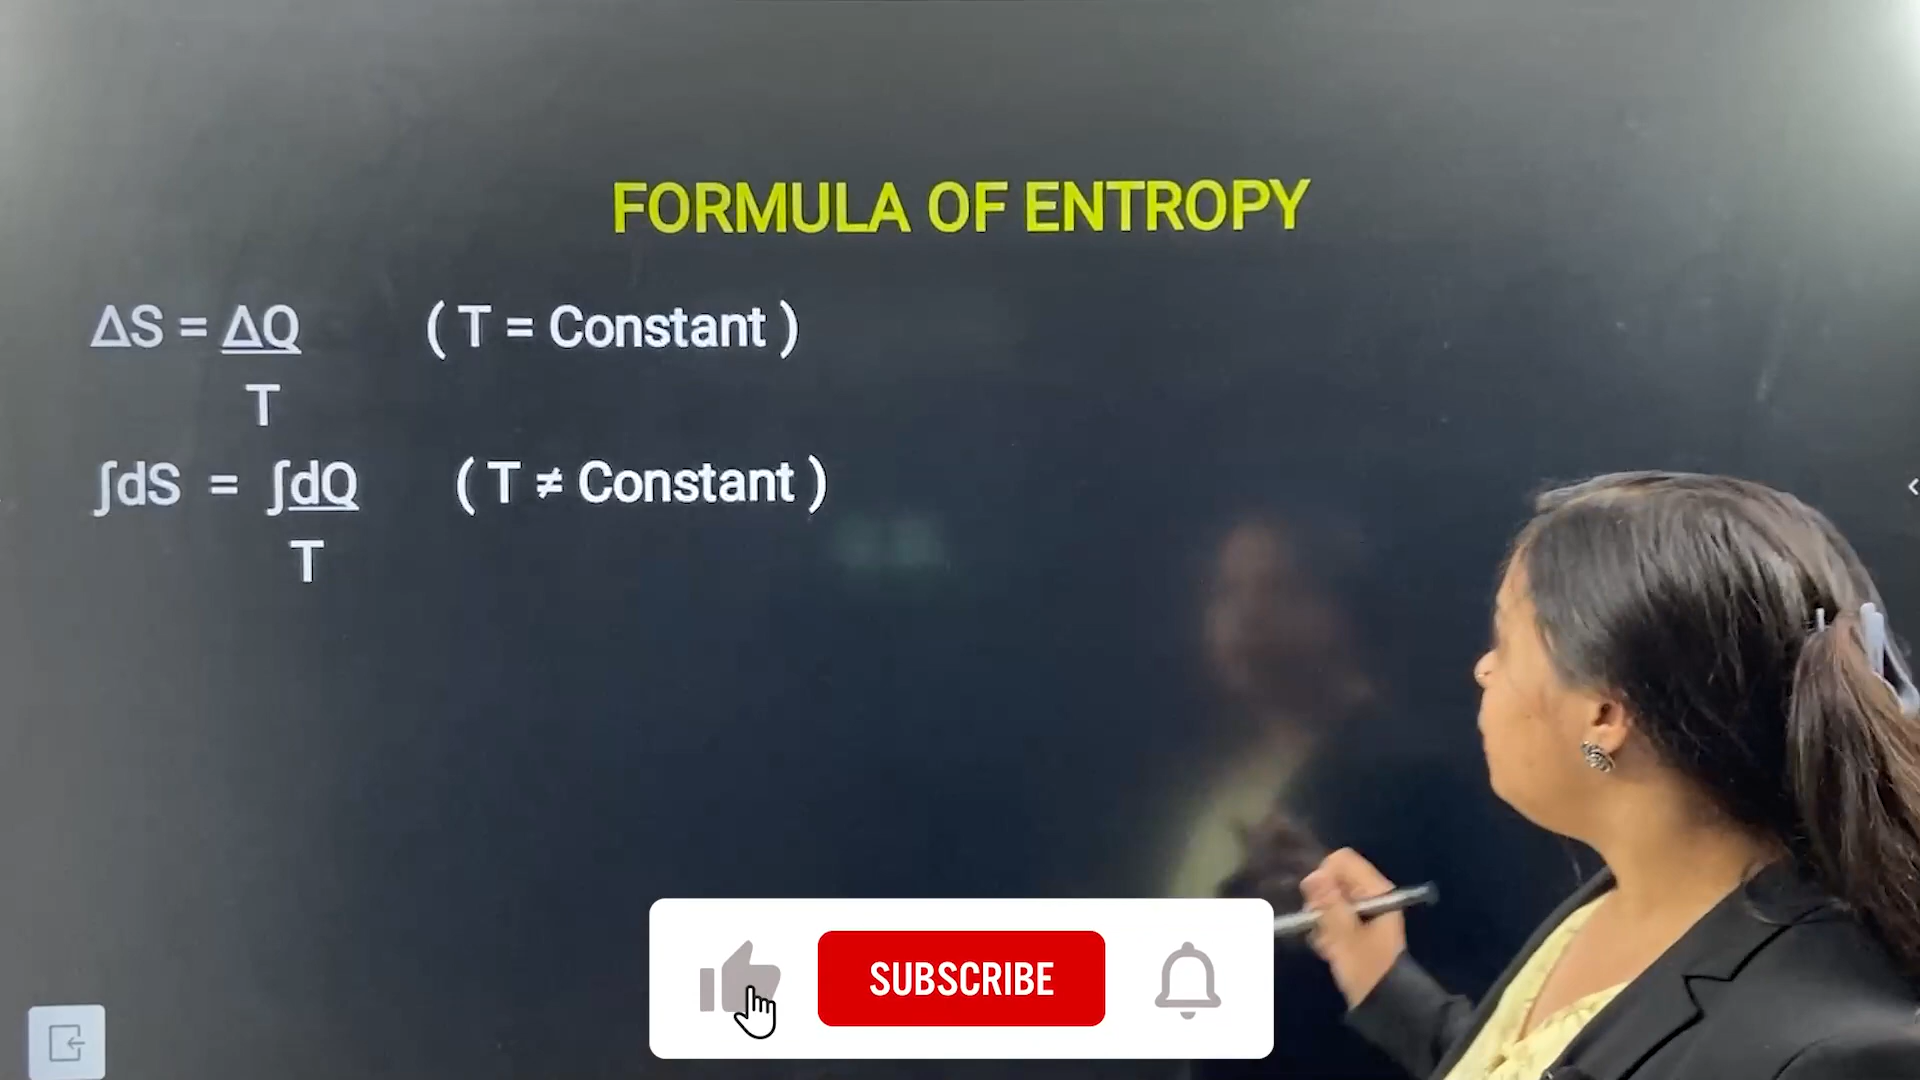 FORMULA OF ENTROPY
ΔS = ΔQ ( T = Constant )
T
∫dS = ∫dQ ( T ≠ Constant )
T
SUBSCRIBE